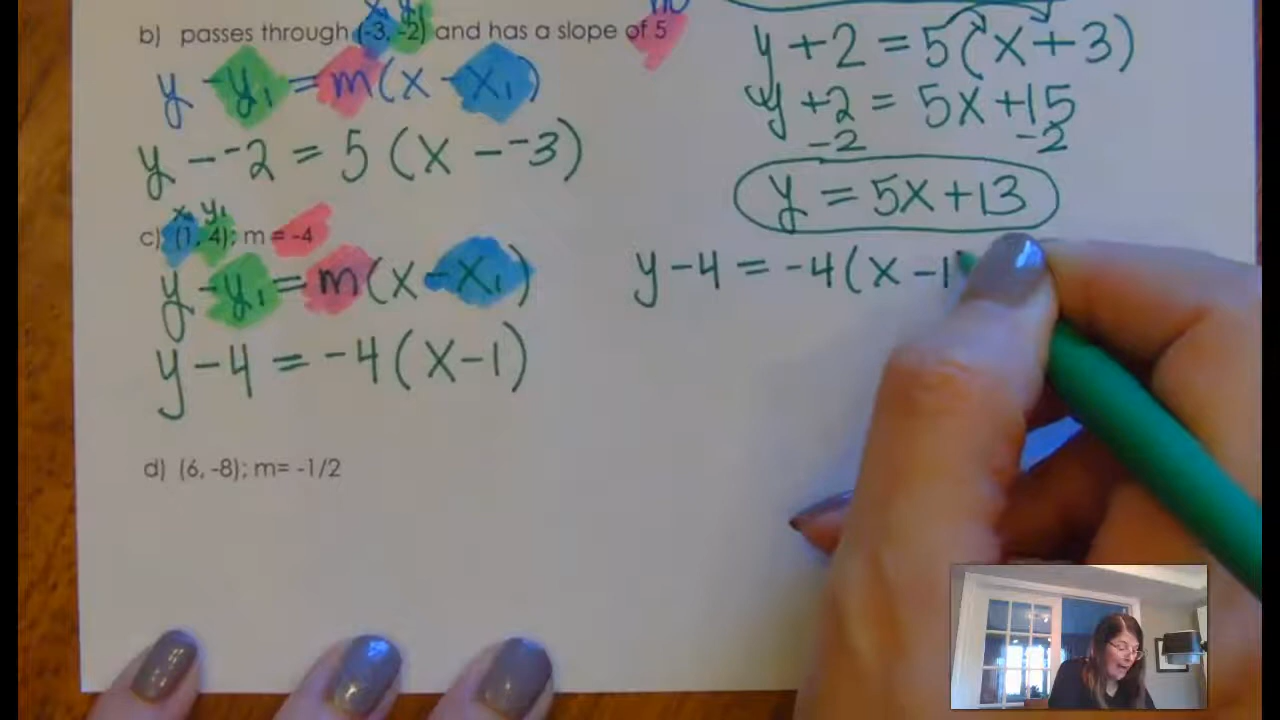 b) passes through (-3, -2) and has a slope of 5
y - y₁ = m(x - x₁)
y - -2 = 5(x - -3)
y + 2 = 5(x + 3)
y + 2 = 5x + 15
-2 -2
y = 5x + 13
x₁ y₁
c) (1, 4); m = -4
y - y₁ = m(x - x₁)
y - 4 = -4(x - 1)
y - 4 = -4(x - 1)
d) (6, -8); m= -1/2